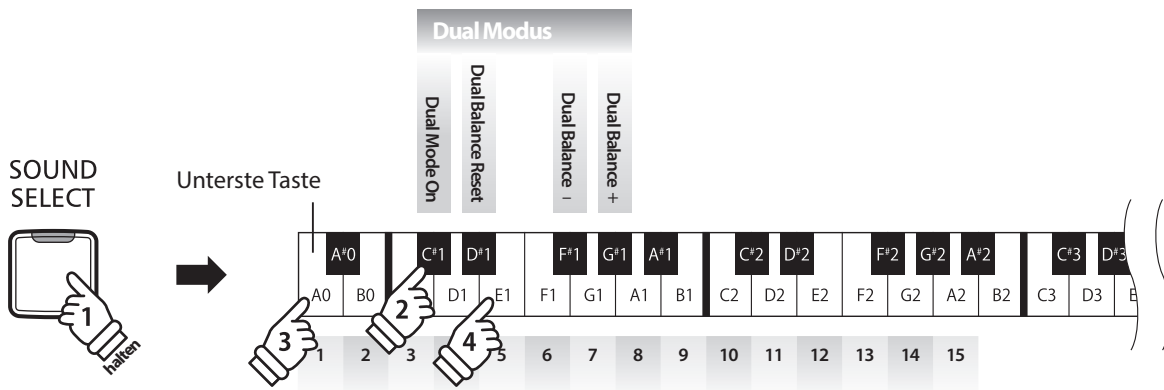 Dual Modus
Dual Mode On
Dual Balance Reset
Dual Balance –
Dual Balance +
SOUND
SELECT
Unterste Taste
A#0 C#1 D#1 F#1 G#1 A#1 C#2 D#2 F#2 G#2 A#2 C#3 D#3
A0 B0 D1 E1 F1 G1 A1 B1 C2 D2 E2 F2 G2 A2 B2 C3 D3 E
1 2 3 4
halten
1 2 3 5 6 7 8 9 10 11 12 13 14 15